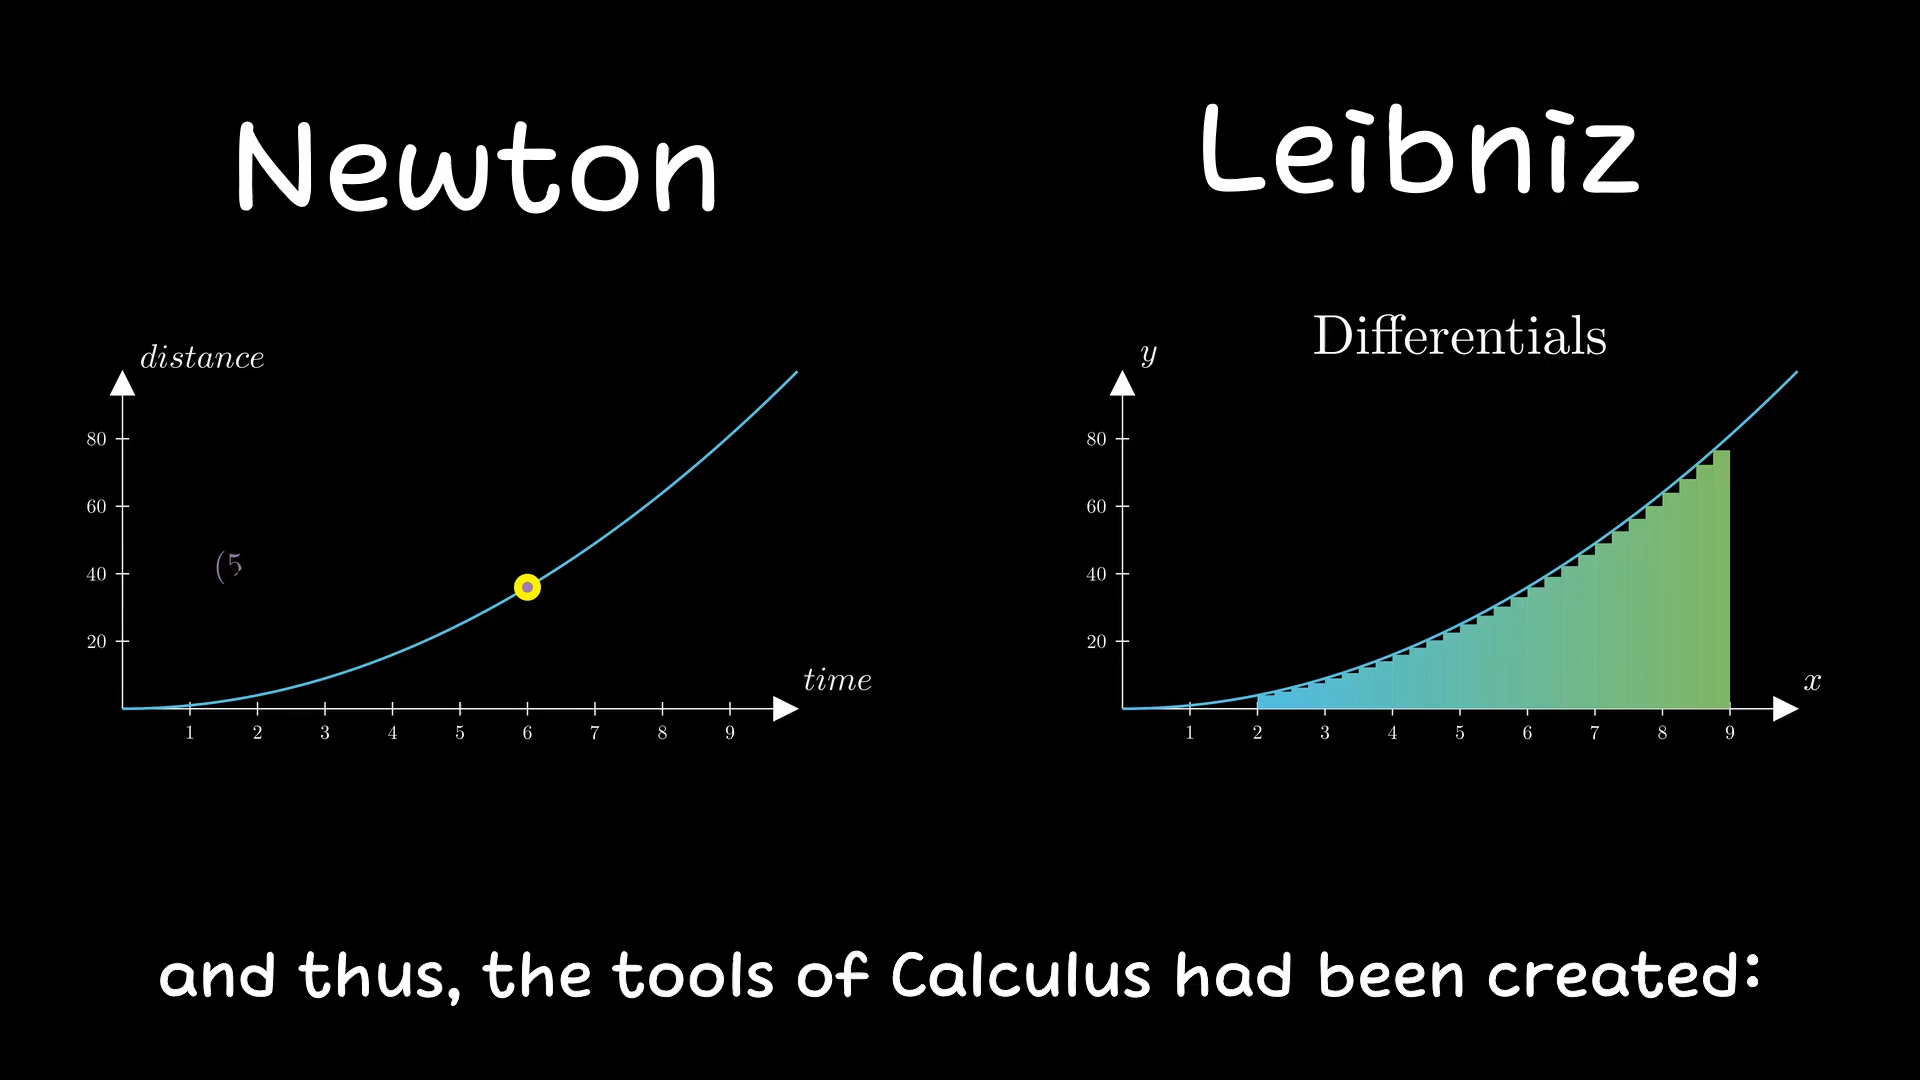 Newton
Leibniz
Differentials
distance
80
60
40
20
(5
time
1 2 3 4 5 6 7 8 9
y
80
60
40
20
x
1 2 3 4 5 6 7 8 9
and thus, the tools of Calculus had been created: